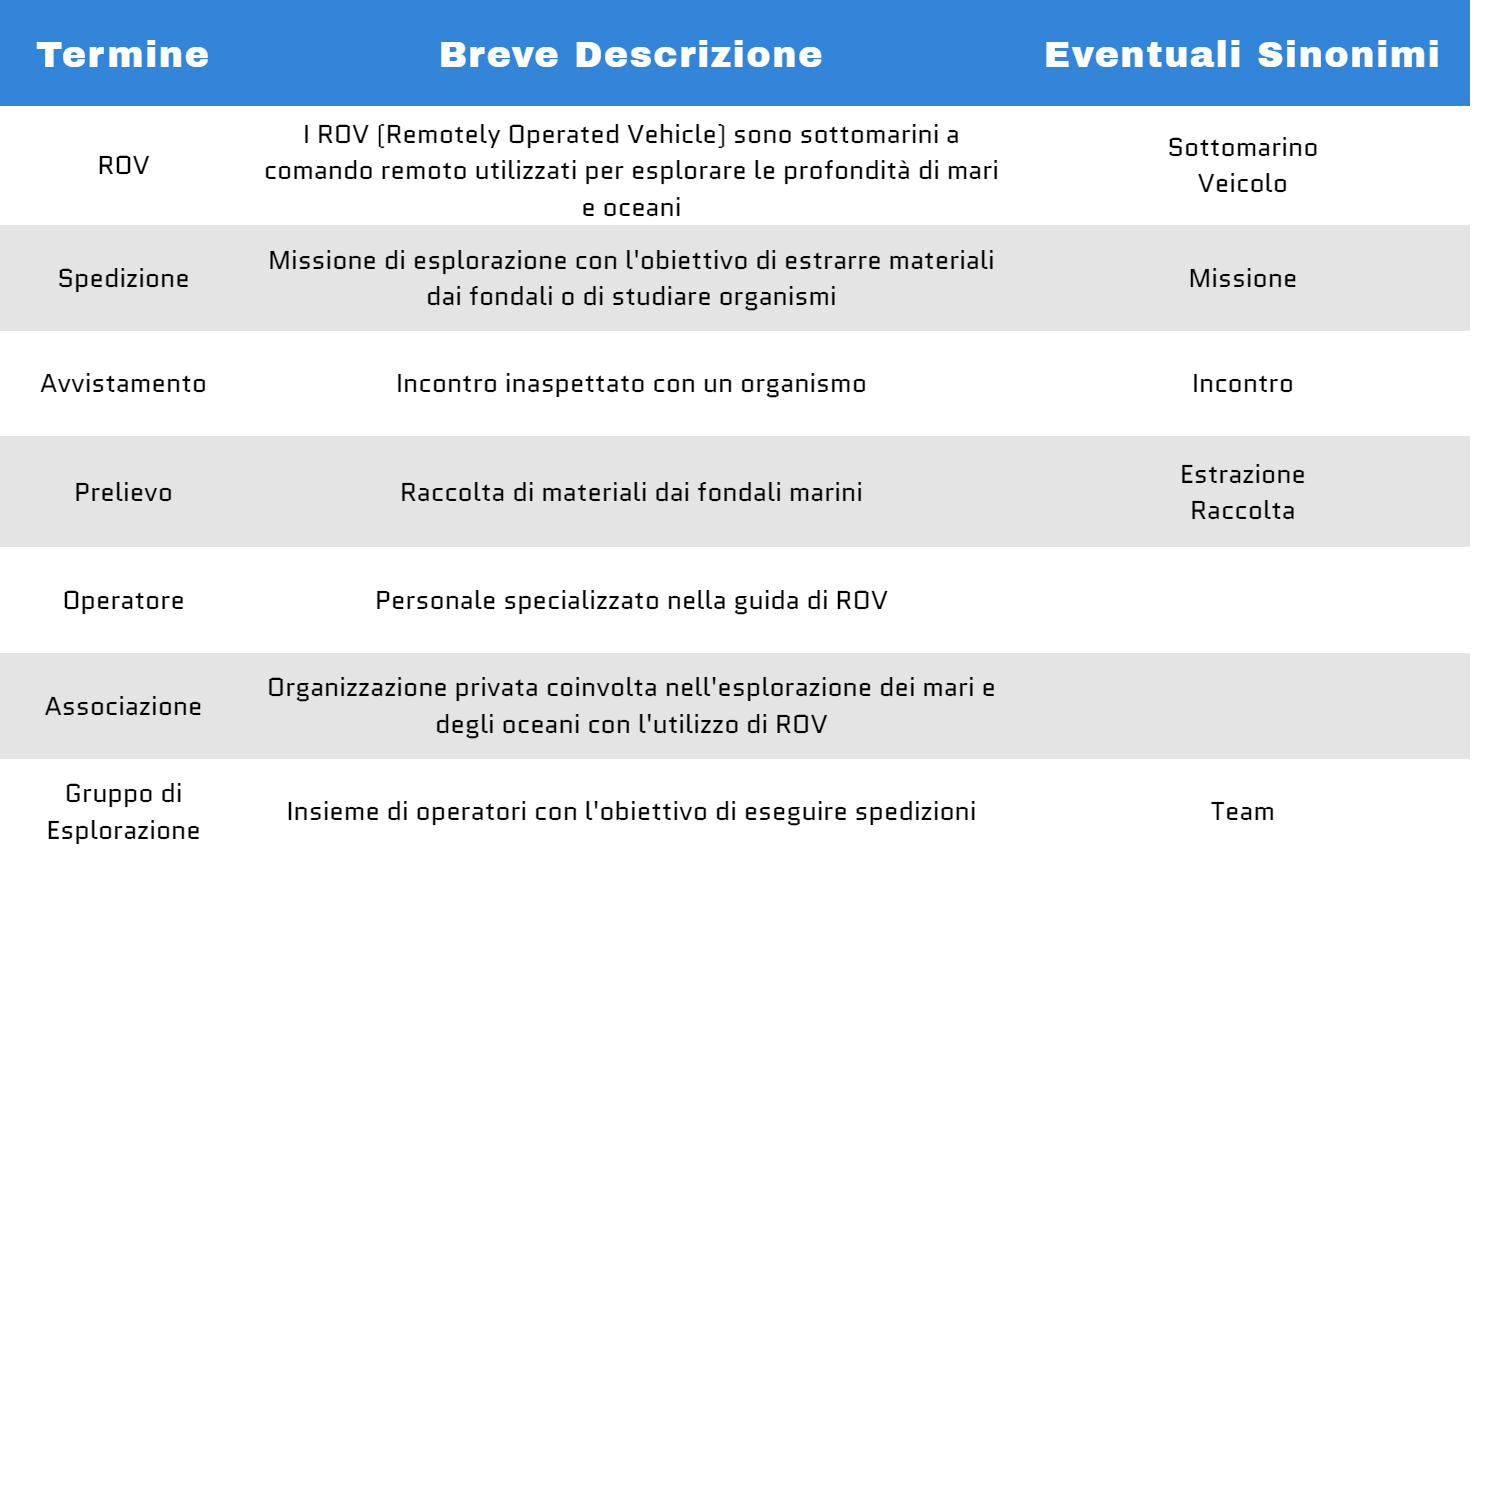 Termine
Breve Descrizione
Eventuali Sinonimi
ROV
I ROV (Remotely Operated Vehicle) sono sottomarini a
comando remoto utilizzati per esplorare le profondità di mari
e oceani
Sottomarino
Veicolo
Spedizione
Missione di esplorazione con l'obiettivo di estrarre materiali
dai fondali o di studiare organismi
Missione
Avvistamento
Incontro inaspettato con un organismo
Incontro
Prelievo
Raccolta di materiali dai fondali marini
Estrazione
Raccolta
Operatore
Personale specializzato nella guida di ROV
Associazione
Organizzazione privata coinvolta nell'esplorazione dei mari e
degli oceani con l'utilizzo di ROV
Gruppo di
Esplorazione
Insieme di operatori con l'obiettivo di eseguire spedizioni
Team